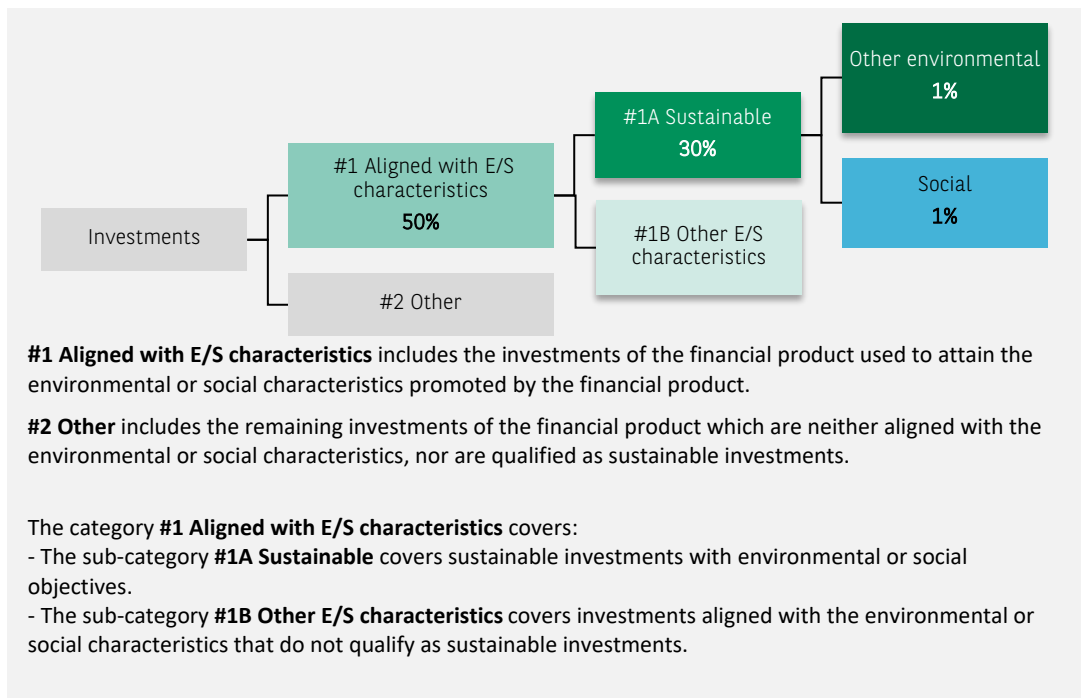 Investments
#1 Aligned with E/S
characteristics
50%
#2 Other
#1A Sustainable
30%
#1B Other E/S
characteristics
Other environmental
1%
Social
1%
#1 Aligned with E/S characteristics includes the investments of the financial product used to attain the
environmental or social characteristics promoted by the financial product.
#2 Other includes the remaining investments of the financial product which are neither aligned with the
environmental or social characteristics, nor are qualified as sustainable investments.
The category #1 Aligned with E/S characteristics covers:
- The sub-category #1A Sustainable covers sustainable investments with environmental or social
objectives.
- The sub-category #1B Other E/S characteristics covers investments aligned with the environmental or
social characteristics that do not qualify as sustainable investments.